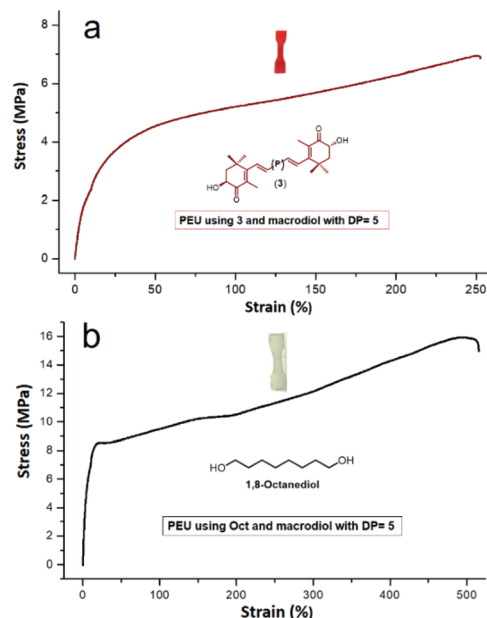 a
8
6
4
2
0
Stress (MPa)
O
OH
(P)
HO
O
(3)
PEU using 3 and macrodiol with DP= 5
0 50 100 150 200 250
Strain (%)
b
16
14
12
10
8
6
4
2
0
Stress (MPa)
HO
OH
1,8-Octanediol
PEU using Oct and macrodiol with DP= 5
0 100 200 300 400 500
Strain (%)